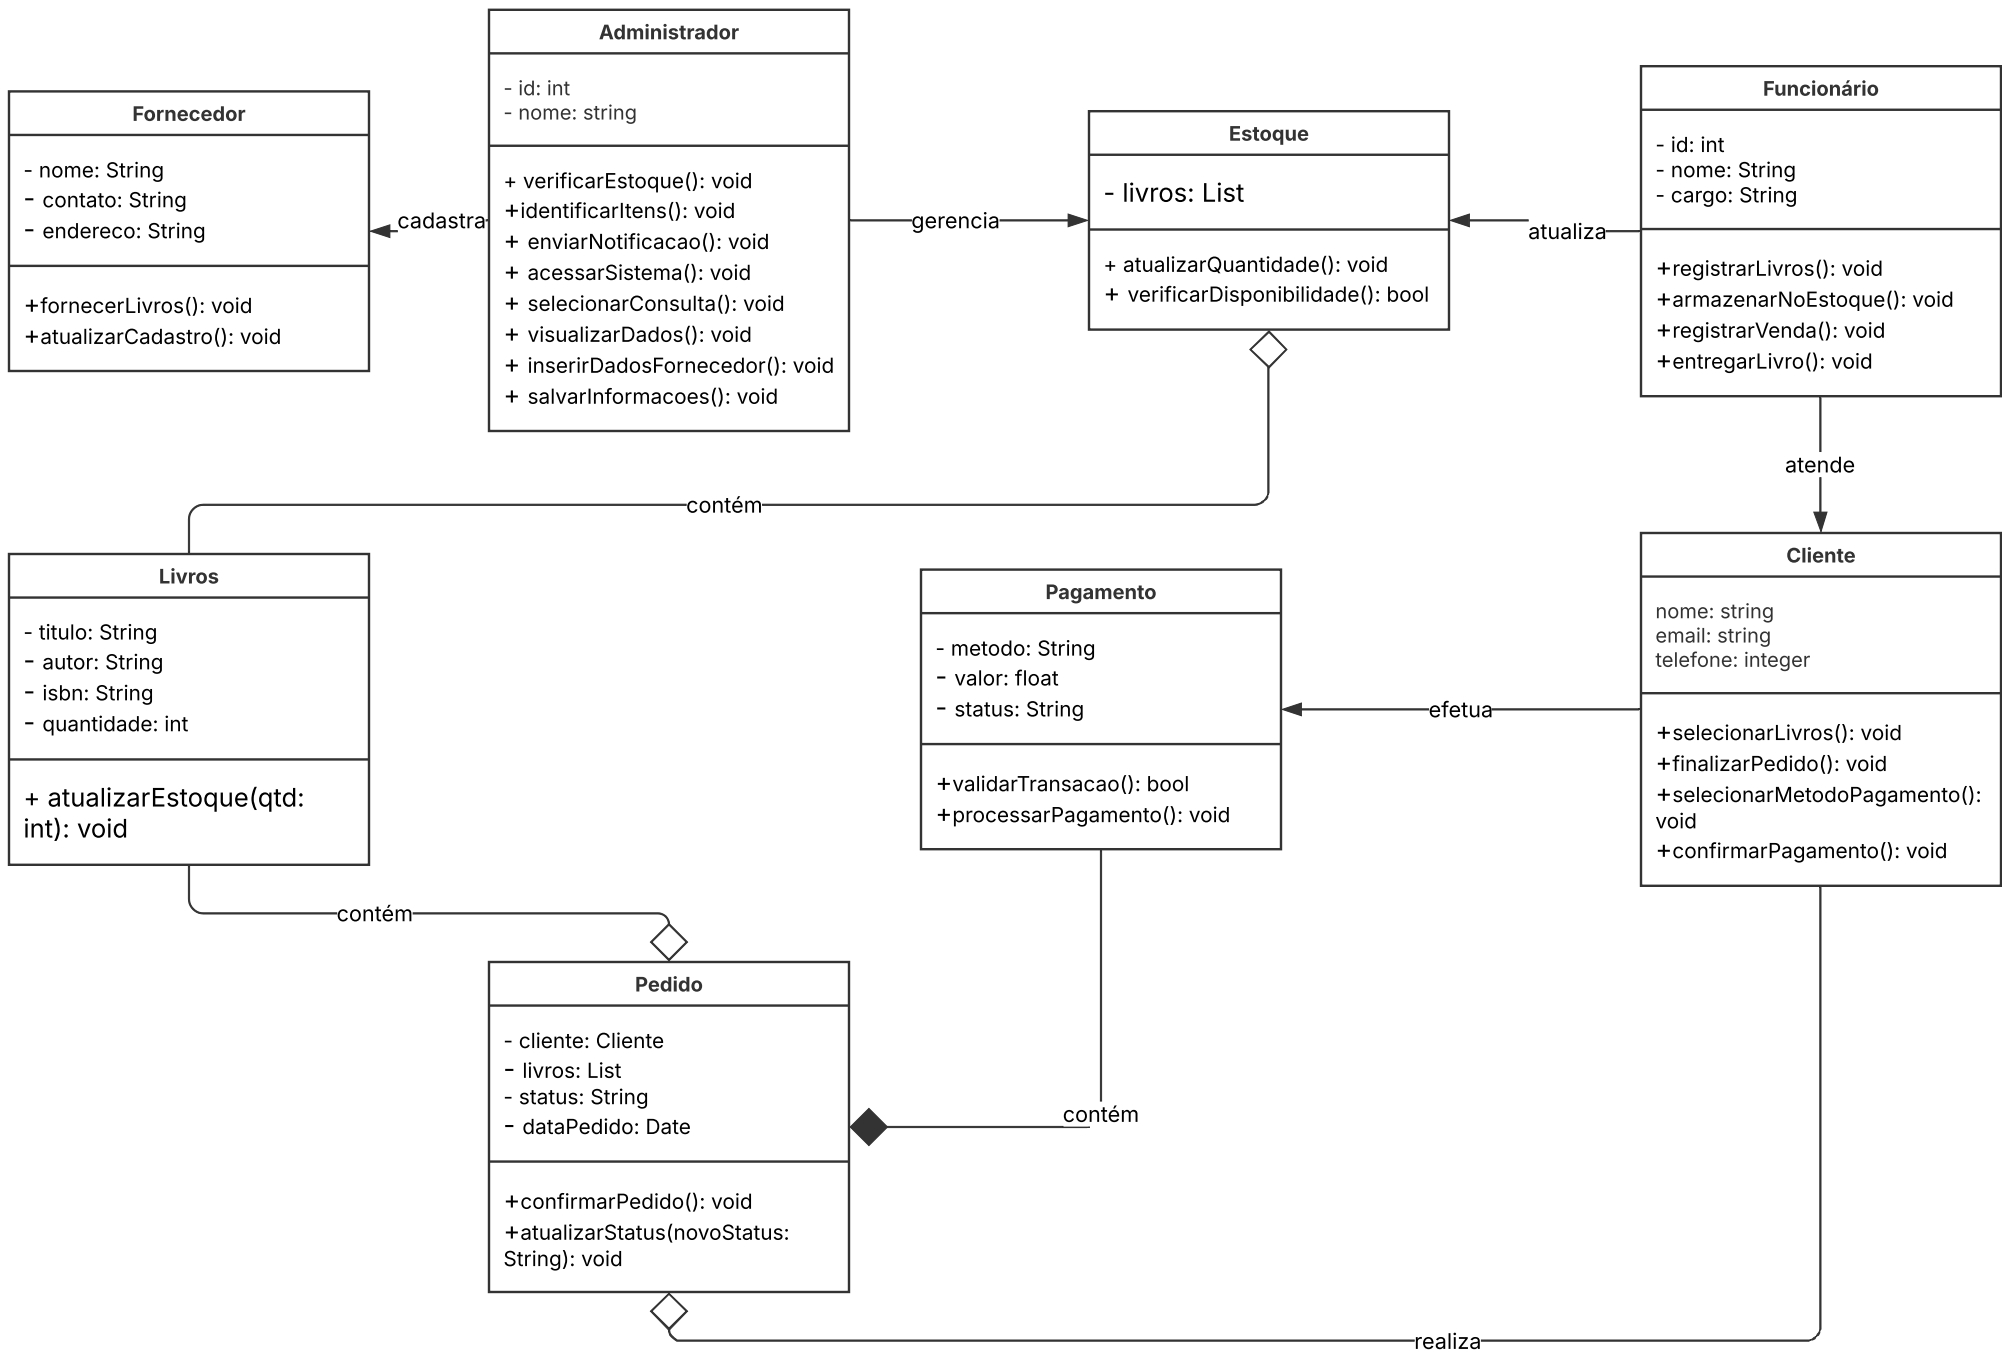 Administrador
- id: int
- nome: string
+ verificarEstoque(): void
+identificarItens(): void
+ enviarNotificacao(): void
+ acessarSistema(): void
+ selecionarConsulta(): void
+ visualizarDados(): void
+ inserirDadosFornecedor(): void
+ salvarInformacoes(): void
Fornecedor
- nome: String
- contato: String
- endereco: String
+fornecerLivros(): void
+atualizarCadastro(): void
cadastra
gerencia
Estoque
- livros: List
+ atualizarQuantidade(): void
+ verificarDisponibilidade(): bool
atualiza
Funcionário
- id: int
- nome: String
- cargo: String
+registrarLivros(): void
+armazenarNoEstoque(): void
+registrarVenda(): void
+entregarLivro(): void
atende
contém
Livros
- titulo: String
- autor: String
- isbn: String
- quantidade: int
+ atualizarEstoque(qtd:
int): void
Pagamento
- metodo: String
- valor: float
- status: String
+validarTransacao(): bool
+processarPagamento(): void
efetua
Cliente
nome: string
email: string
telefone: integer
+selecionarLivros(): void
+finalizarPedido(): void
+selecionarMetodoPagamento():
void
+confirmarPagamento(): void
contém
Pedido
- cliente: Cliente
- livros: List
- status: String
- dataPedido: Date
+confirmarPedido(): void
+atualizarStatus(novoStatus:
String): void
contém
realiza